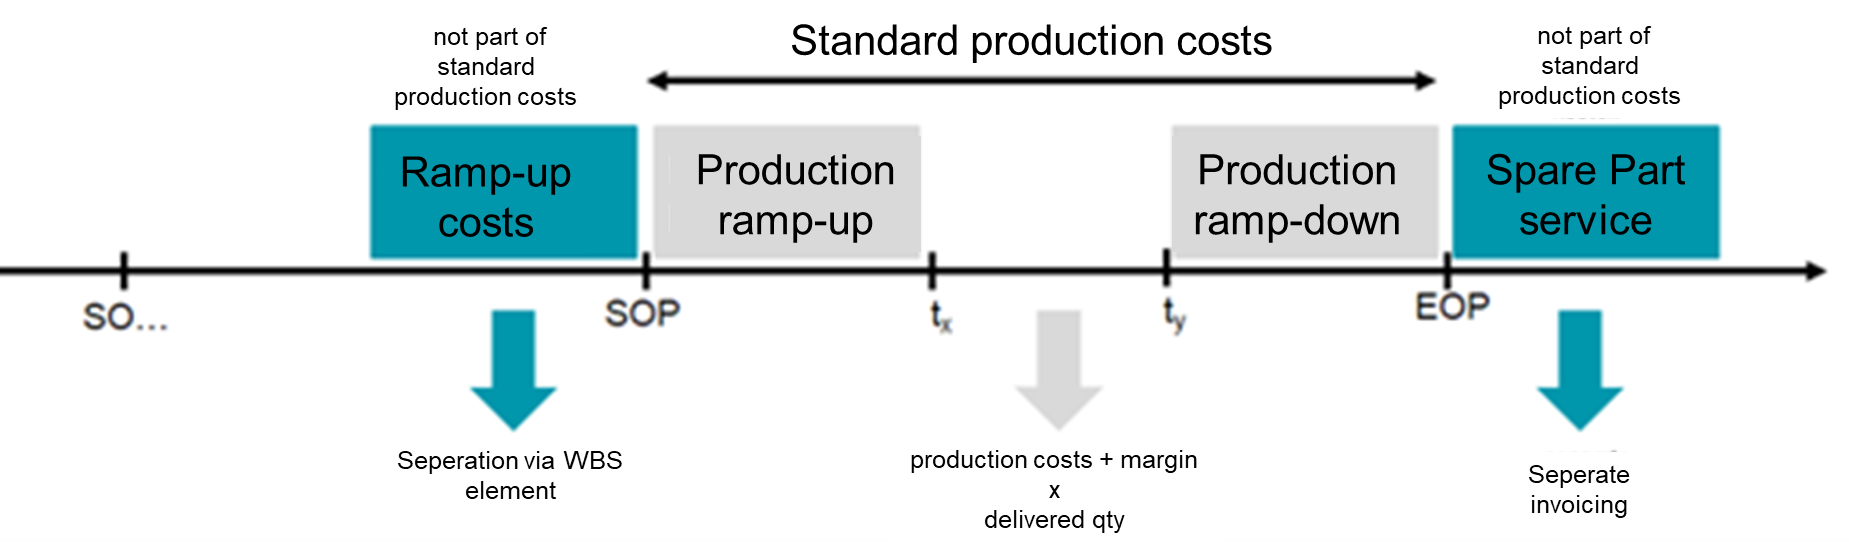 not part of
standard
production costs
Standard production costs
not part of
standard
production costs
Ramp-up
costs
Production
ramp-up
Production
ramp-down
Spare Part
service
SO...
SOP
tx
ty
EOP
Seperation via WBS
element
production costs + margin
x
delivered qty
Seperate
invoicing